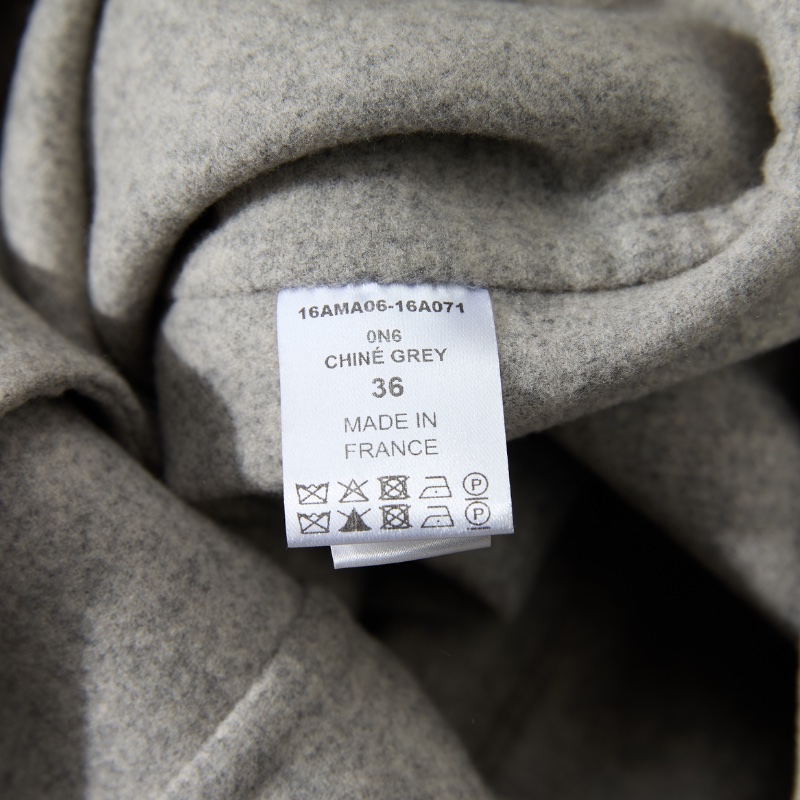 16AMA06-16A071
0N6
CHINÉ GREY
36
MADE IN
FRANCE
P
P